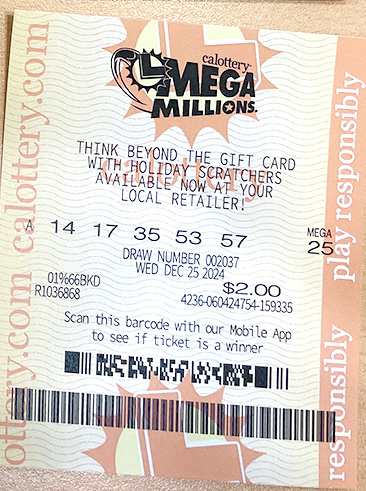 calottery
MEGA
MILLIONS
THINK BEYOND THE GIFT CARD
WITH HOLIDAY SCRATCHERS
AVAILABLE NOW AT YOUR
LOCAL RETAILER!
A 14 17 35 53 57 MEGA 25
DRAW NUMBER 002037
WED DEC 25 2024
01%66BKD $2.00
R1036868 4236-060424754-159335
Scan this barcode with our Mobile App
to see if ticket is a winner
calottery.com calottery.com
play responsibly
responsibly
calottery